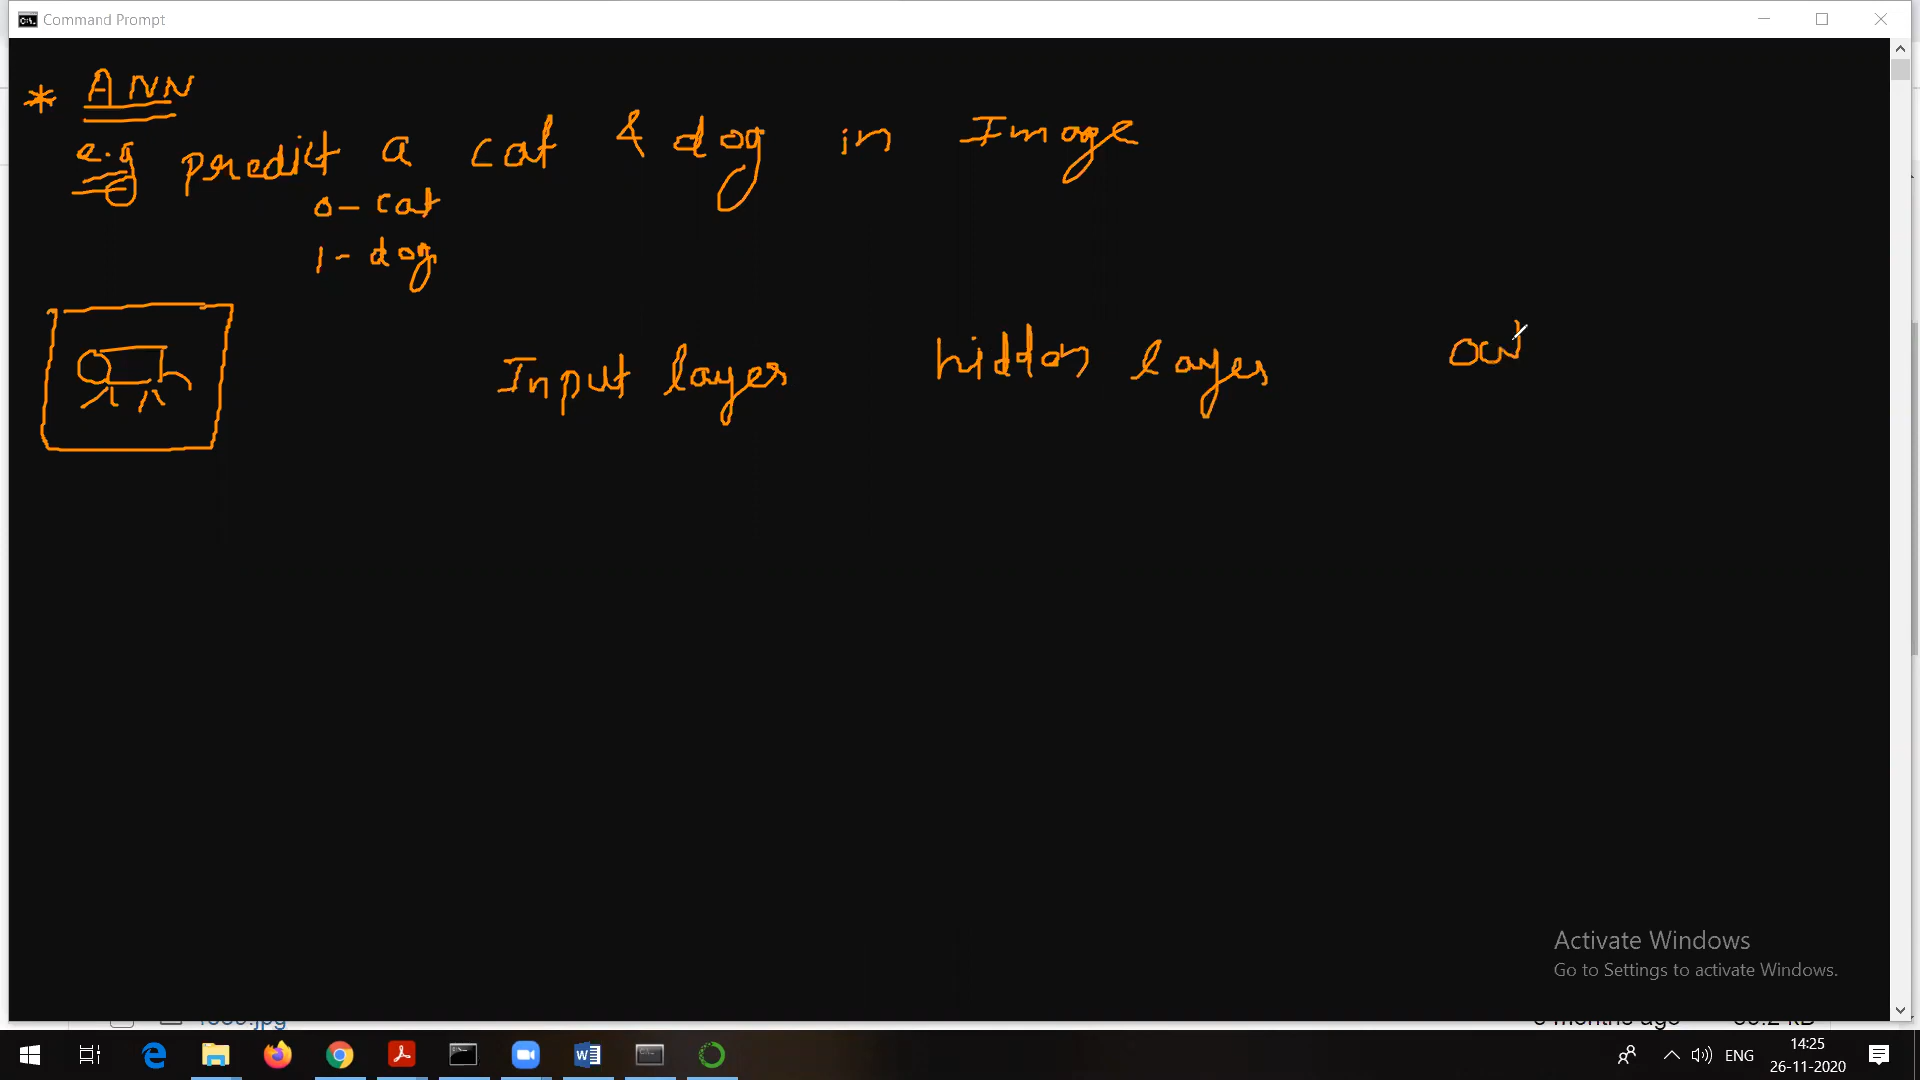 Command Prompt
* ANN
e.g predict a cat & dog in Image
0 - cat
1 - dog
Input layer hidden layer
Activate Windows
Go to Settings to activate Windows.
ENG
14:25
26-11-2020